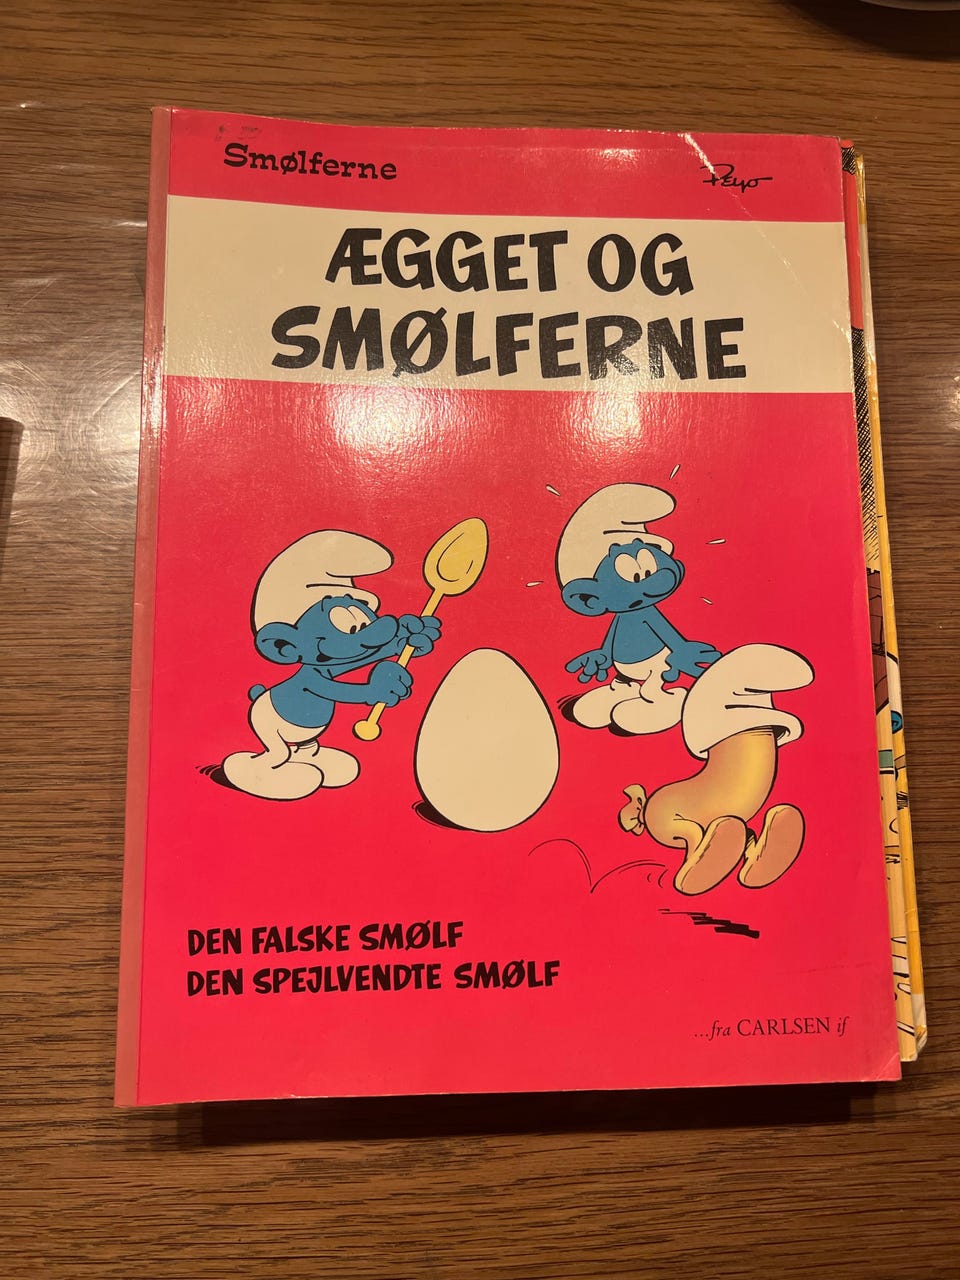 Smølferne
Peyo
ÆGGET OG
SMØLFERNE
DEN FALSKE SMØLF
DEN SPEJLVENDTE SMØLF
...fra CARLSEN if